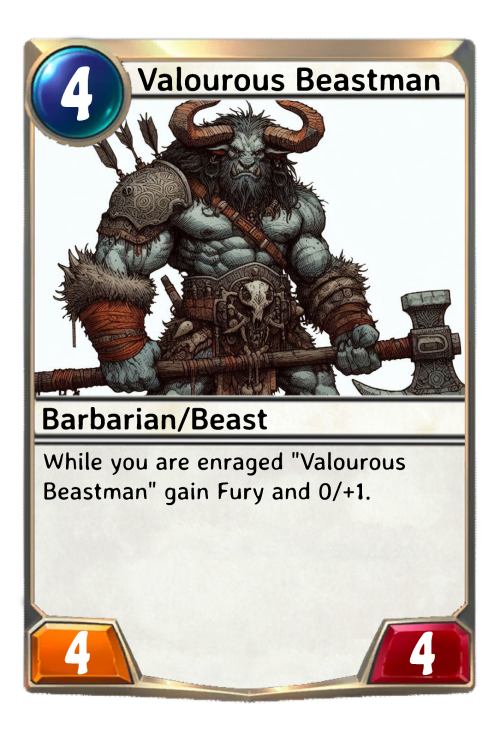 4
Valourous Beastman
Barbarian/Beast
While you are enraged "Valourous
Beastman" gain Fury and 0/+1.
4
4